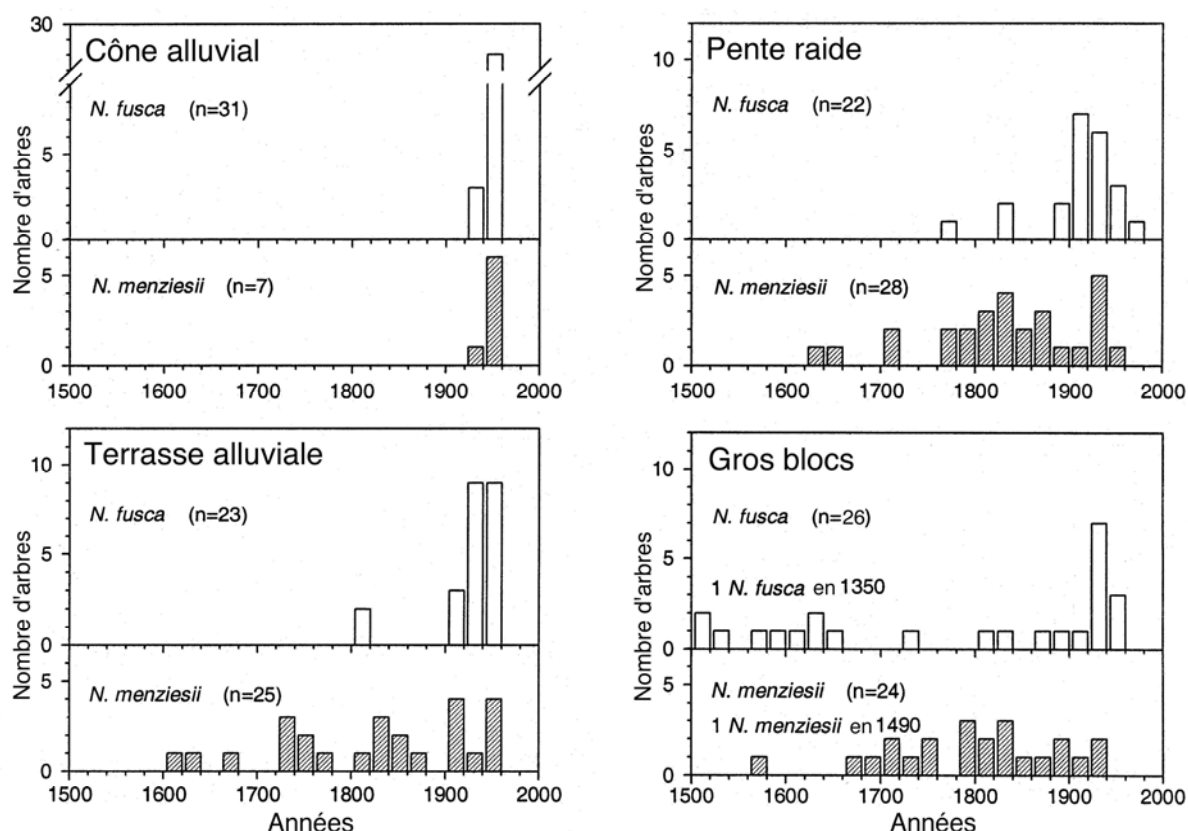 Cône alluvial
N. fusca (n=31)
N. menziesii (n=7)
Nombre d'arbres
30
5
0
5
0
1500 1600 1700 1800 1900 2000
Pente raide
N. fusca (n=22)
N. menziesii (n=28)
Nombre d'arbres
10
5
0
5
0
1500 1600 1700 1800 1900 2000
Terrasse alluviale
N. fusca (n=23)
N. menziesii (n=25)
Nombre d'arbres
10
5
0
5
0
1500 1600 1700 1800 1900 2000
Années
Gros blocs
N. fusca (n=26)
1 N. fusca en 1350
N. menziesii (n=24)
1 N. menziesii en 1490
Nombre d'arbres
10
5
0
5
0
1500 1600 1700 1800 1900 2000
Années